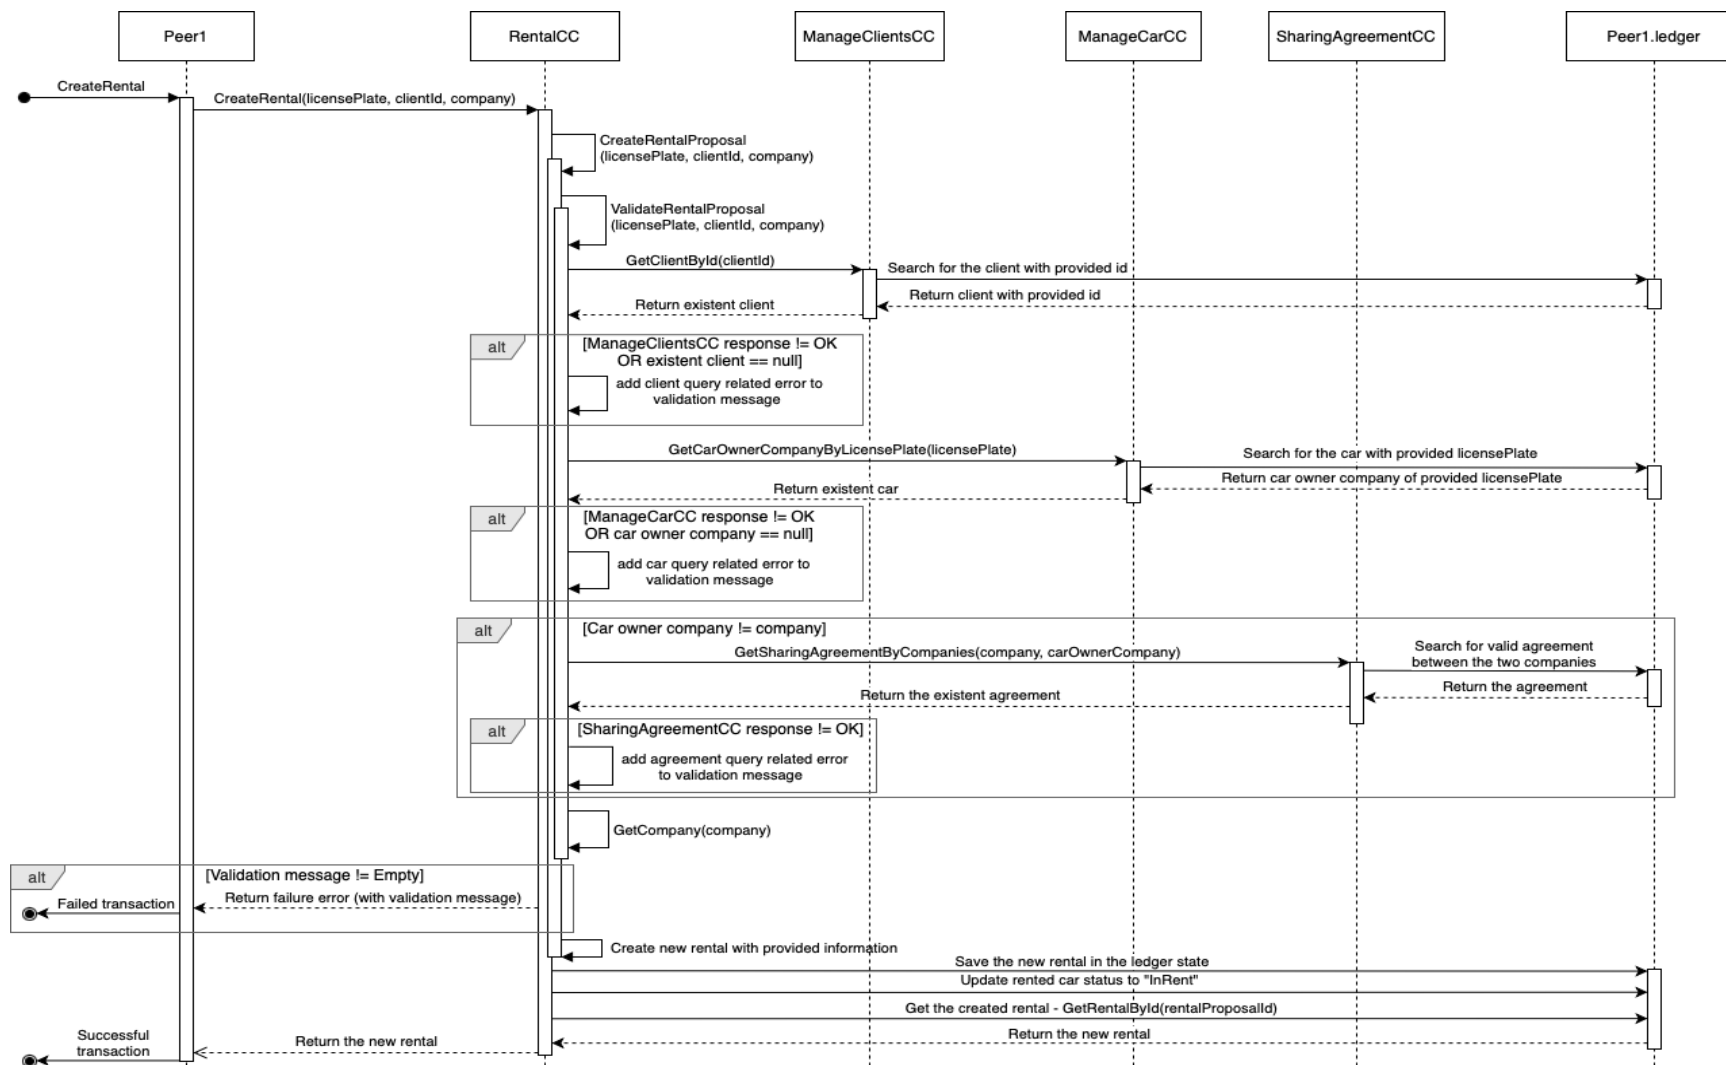 Peer1
RentalCC
ManageClientsCC
ManageCarCC
SharingAgreementCC
Peer1.ledger
CreateRental
CreateRental(licensePlate, clientId, company)
CreateRentalProposal
(licensePlate, clientId, company)
ValidateRentalProposal
(licensePlate, clientId, company)
GetClientById(clientId)
Search for the client with provided id
Return client with provided id
Return existent client
alt
[ManageClientsCC response != OK
OR existent client == null]
add client query related error to
validation message
GetCarOwnerCompanyByLicensePlate(licensePlate)
Search for the car with provided licensePlate
Return car owner company of provided licensePlate
Return existent car
alt
[ManageCarCC response != OK
OR car owner company == null]
add car query related error to
validation message
alt
[Car owner company != company]
GetSharingAgreementByCompanies(company, carOwnerCompany)
Search for valid agreement
between the two companies
Return the agreement
Return the existent agreement
alt
[SharingAgreementCC response != OK]
add agreement query related error
to validation message
GetCompany(company)
alt
[Validation message != Empty]
Return failure error (with validation message)
Failed transaction
Create new rental with provided information
Save the new rental in the ledger state
Update rented car status to "InRent"
Get the created rental - GetRentalById(rentalProposalId)
Return the new rental
Return the new rental
Successful
transaction